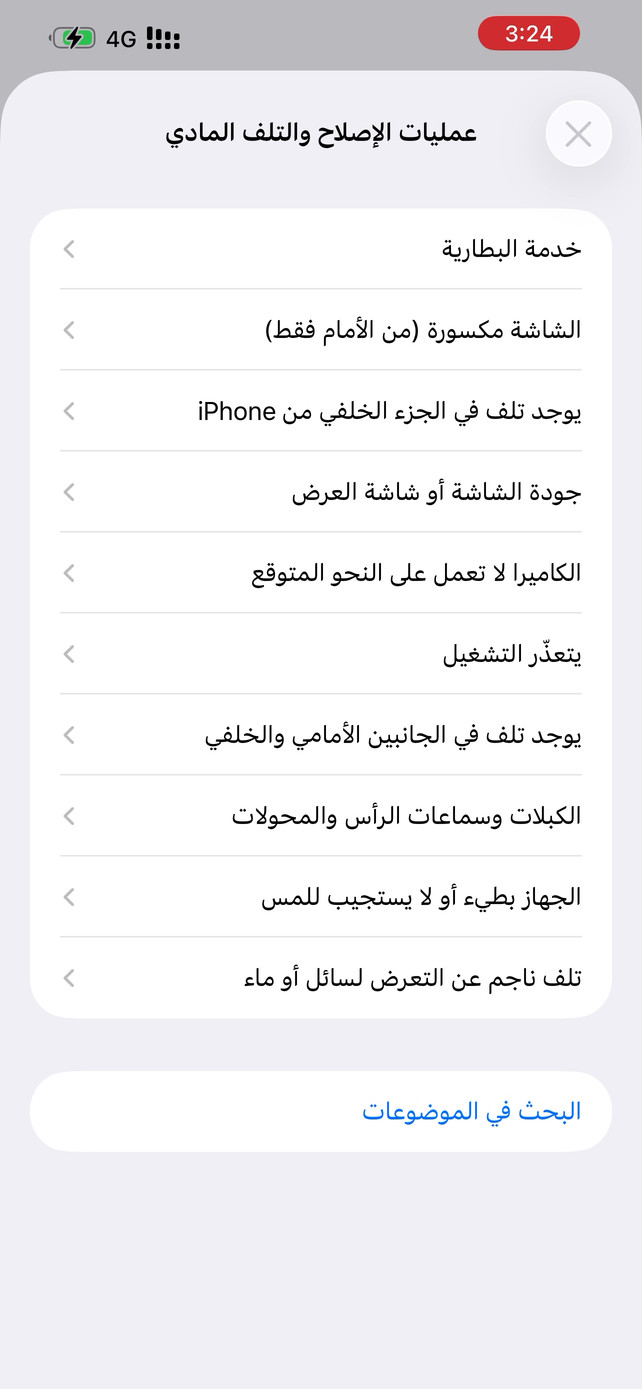 3:24
4G
عمليات الإصلاح والتلف المادي
خدمة البطارية
الشاشة مكسورة (من الأمام فقط)
يوجد تلف في الجزء الخلفي من iPhone
جودة الشاشة أو شاشة العرض
الكاميرا لا تعمل على النحو المتوقع
يتعذّر التشغيل
يوجد تلف في الجانبين الأمامي والخلفي
الكبلات وسماعات الرأس والمحولات
الجهاز بطيء أو لا يستجيب للمس
تلف ناجم عن التعرض لسائل أو ماء
البحث في الموضوعات